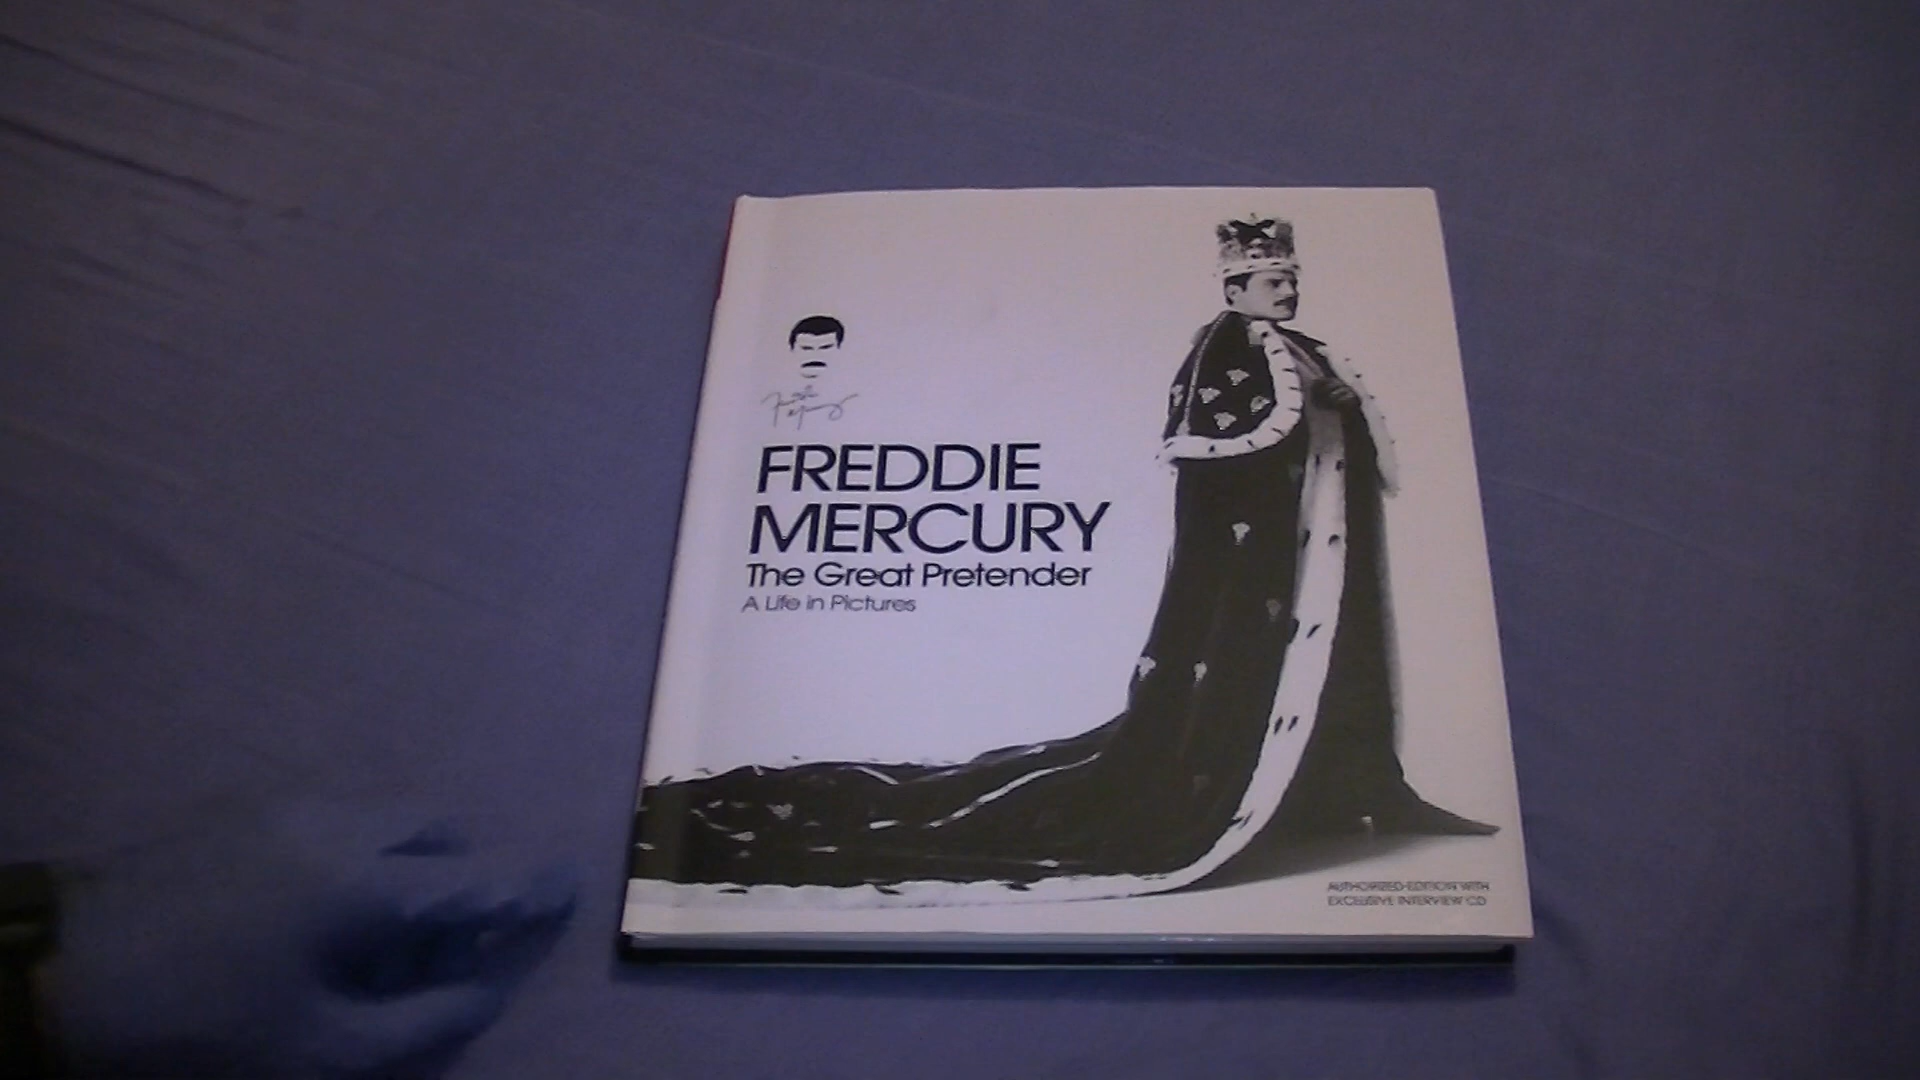 FREDDIE
MERCURY
The Great Pretender
A Life in Pictures
AUTHORIZED EDITION WITH
EXCLUSIVE INTERVIEW CD